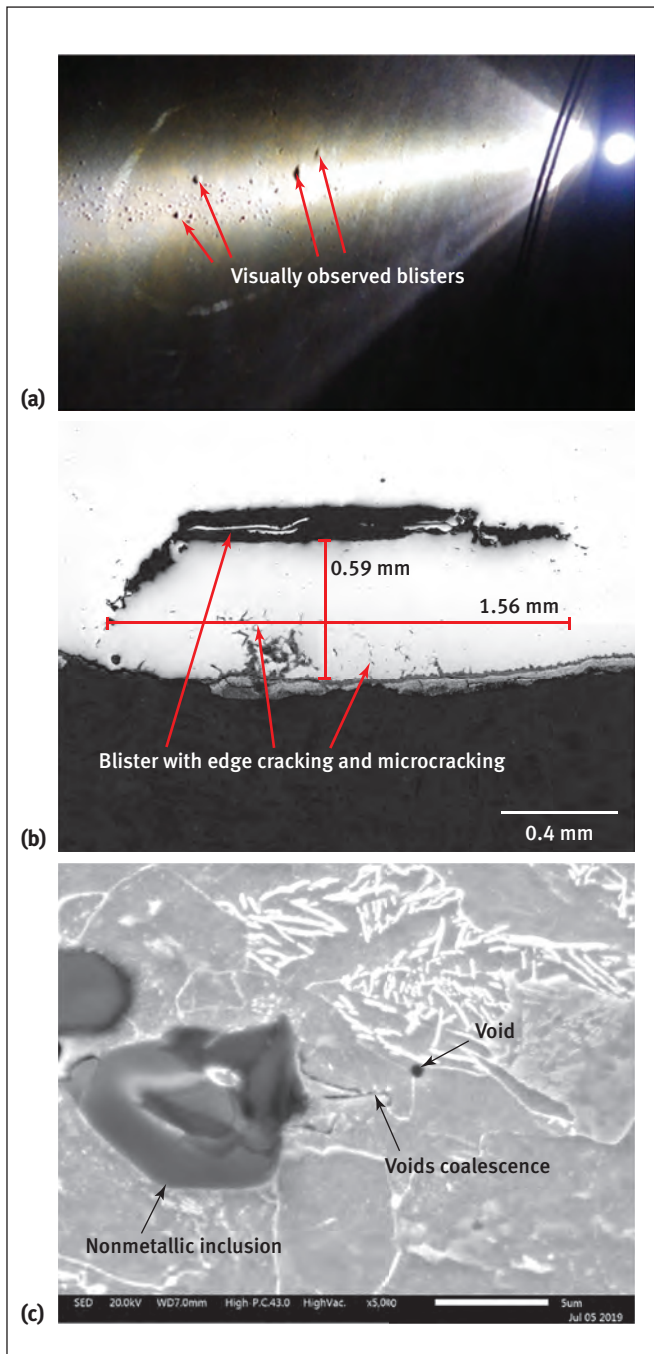 Visually observed blisters
(a)
0.59 mm
1.56 mm
Blister with edge cracking and microcracking
0.4 mm
(b)
Void
Voids coalescence
Nonmetallic inclusion
SED 20.0kV WD7.0mm High-P.C.43.0 HighVac. x5,000 5um
Jul 05 2019
(c)